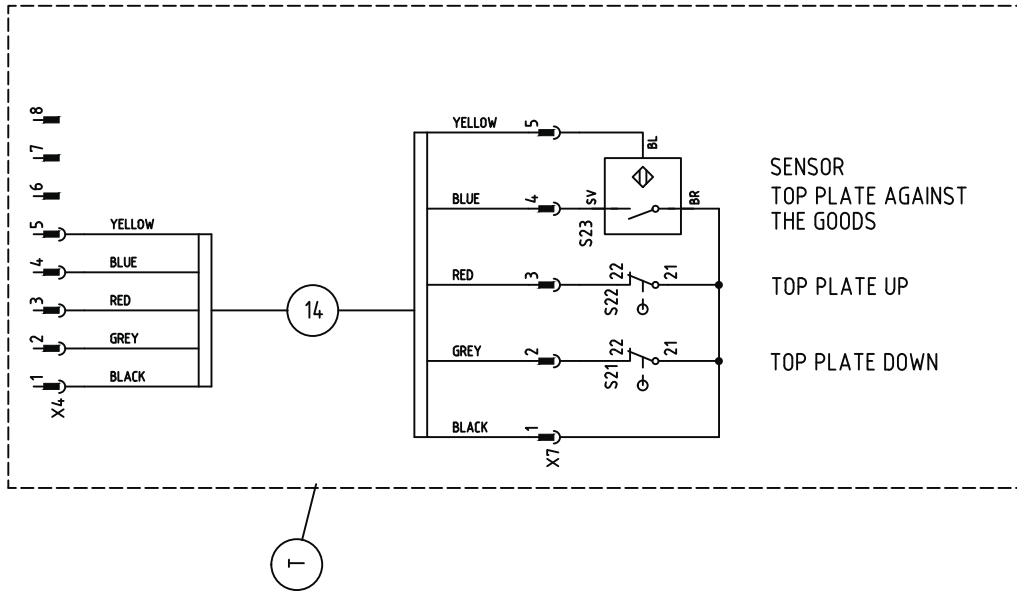 8
7
6
5
YELLOW
4
BLUE
3
RED
2
GREY
1
BLACK
X4
14
YELLOW
5
BL
BLUE
4
SV
BR
S23
SENSOR
TOP PLATE AGAINST
THE GOODS
RED
3
S22
22
21
TOP PLATE UP
GREY
2
S21
22
21
TOP PLATE DOWN
BLACK
1
X7
T